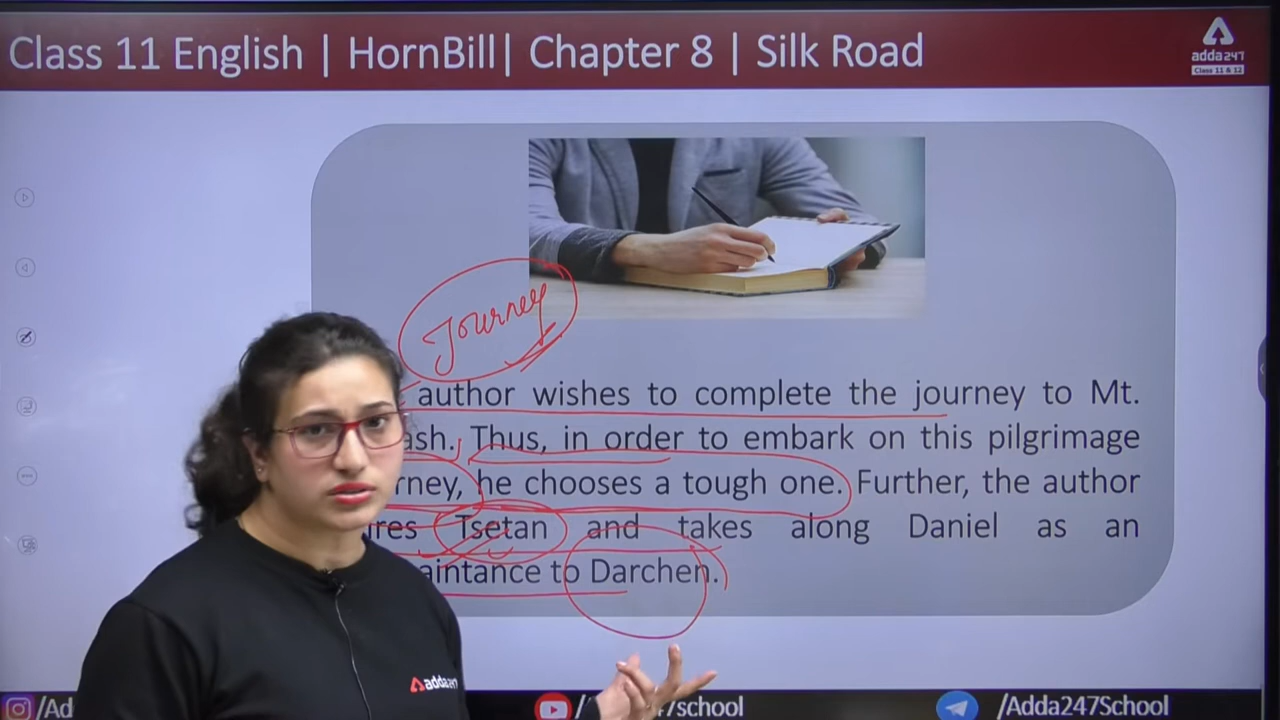 Class 11 English | HornBill| Chapter 8 | Silk Road
adda247
Class 11 & 12
Journey
author wishes to complete the journey to Mt.
ash. Thus, in order to embark on this pilgrimage
rney, he chooses a tough one. Further, the author
res Tsetan and takes along Daniel as an
aintance to Darchen.
adda247
/Ad
/school
/Adda247School